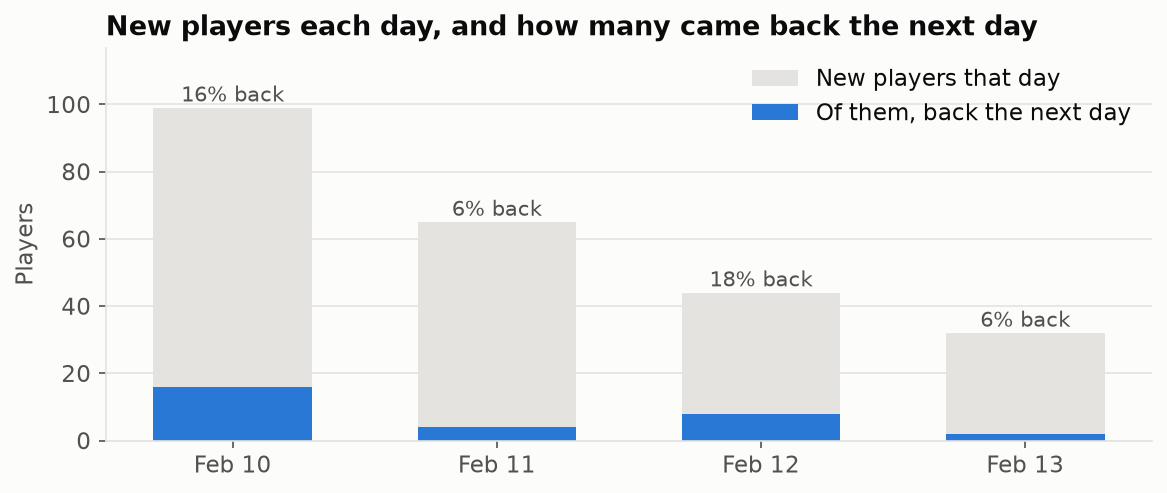 New players each day, and how many came back the next day
New players that day
Of them, back the next day
Players
100
80
60
40
20
0
16% back
6% back
18% back
6% back
Feb 10
Feb 11
Feb 12
Feb 13